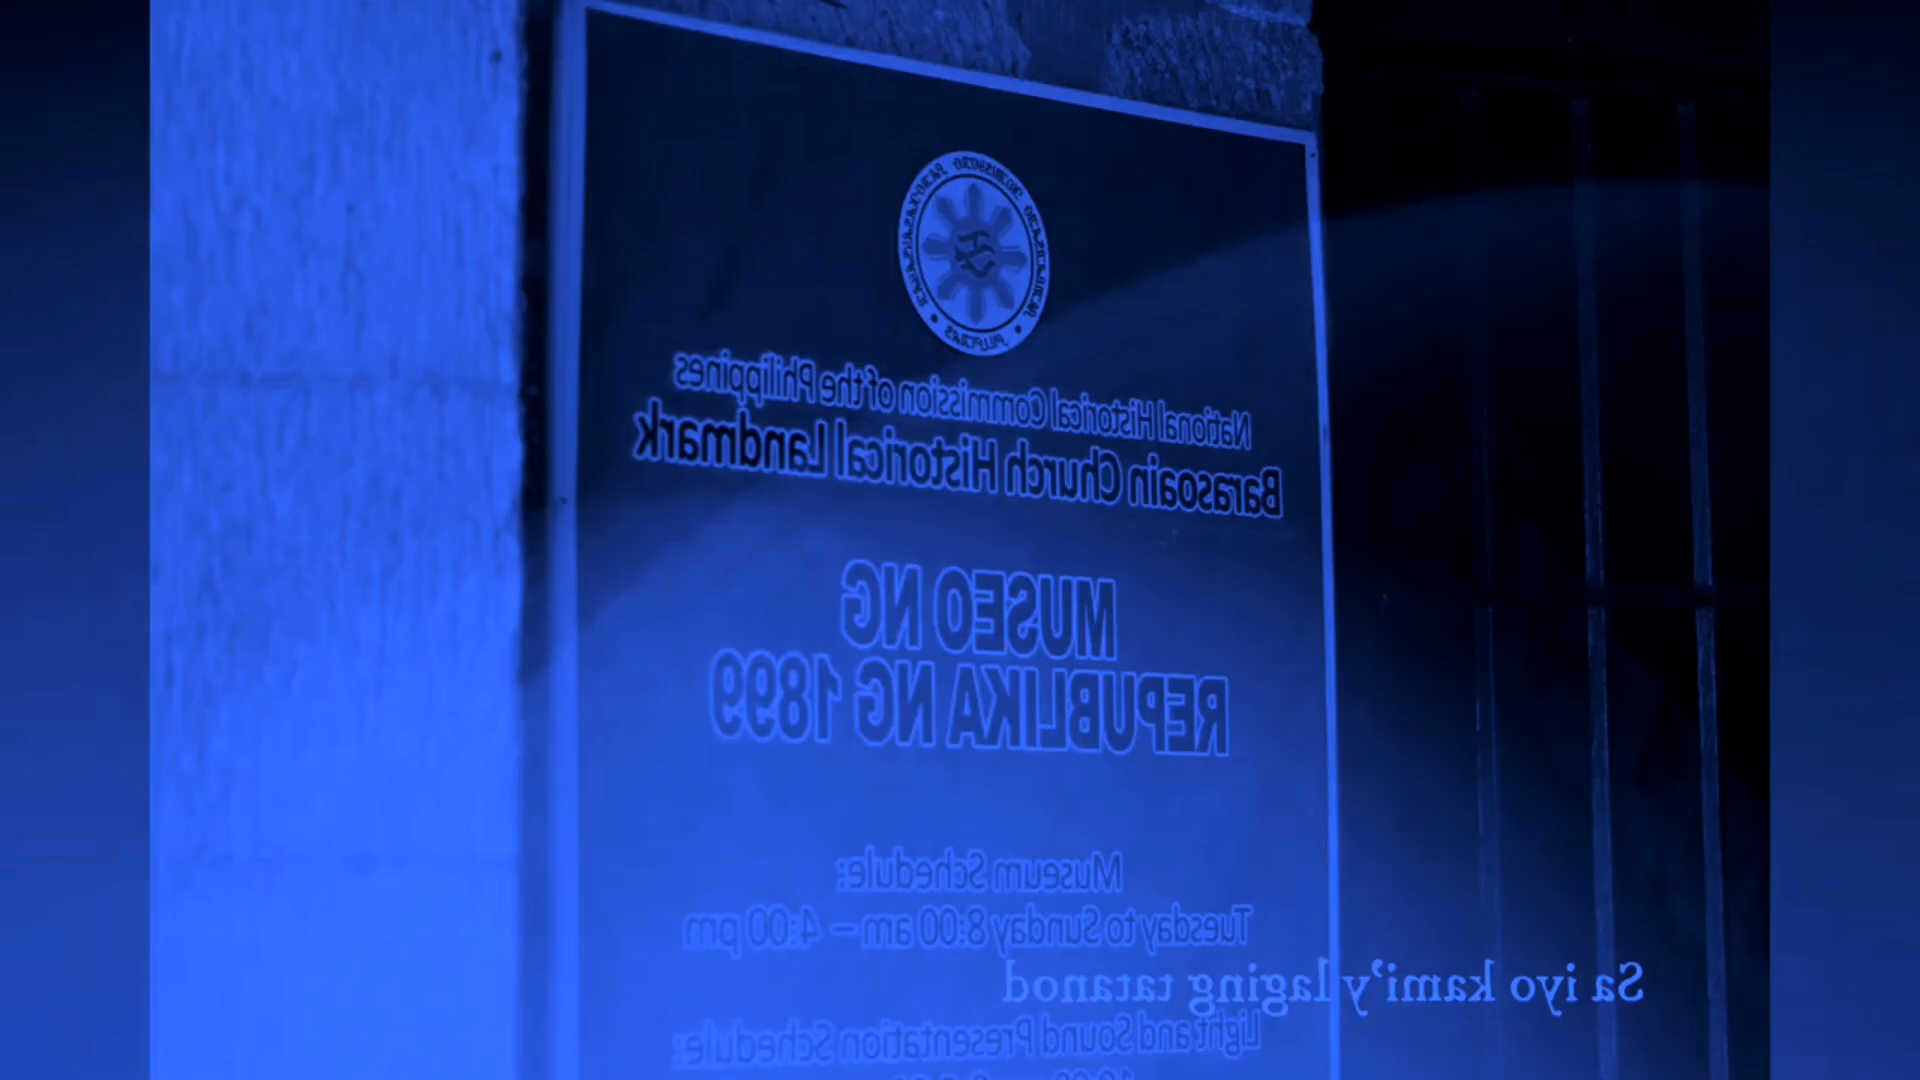 National Historical Commission of the Philippines
Barasoain Church Historical Landmark
MUSEO NG
REPUBLIKA NG 1899
Museum Schedule:
Tuesday to Sunday 8:00 am – 4:00 pm
Sa iyo kami'y laging tatanod
Light and Sound Presentation Schedule: